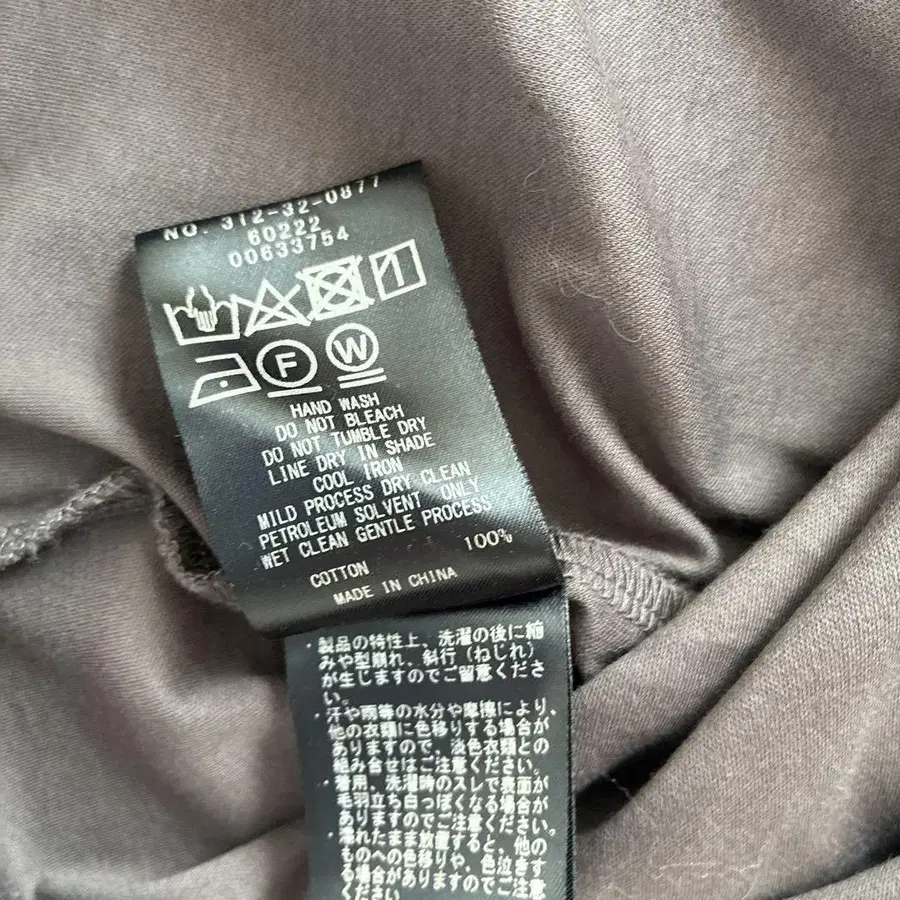 NO. 312-32-0877
60222
00633754
F W
HAND WASH
DO NOT BLEACH
DO NOT TUMBLE DRY
LINE DRY IN SHADE
COOL IRON
MILD PROCESS DRY CLEAN
PETROLEUM SOLVENT ONLY
WET CLEAN GENTLE PROCESS
COTTON 100%
MADE IN CHINA
・製品の特性上、洗濯の後に縮
みや型崩れ、斜行(ねじれ)
が生じますのでご留意くださ
い。
・汗や雨等の水分や摩擦により、
他の衣類に色移りする場合が
ありますので、淡色衣類との
組み合せはご注意ください。
・着用、洗濯時のスレで表面が
毛羽立ち白っぽくなる場合が
ありますのでご注意ください。
・濡れたまま放置すると、他の
ものへの色移りや、色泣きす
る場合がありますのでご注意
ください